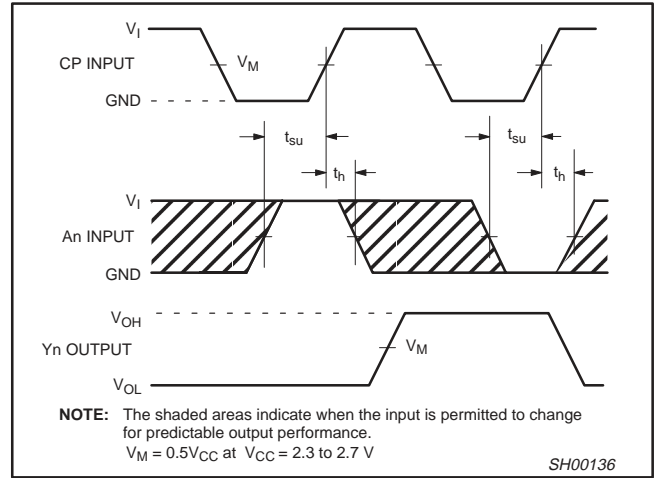 VI
CP INPUT
VM
GND
tsu
tsu
th
th
VI
An INPUT
GND
VOH
Yn OUTPUT
VM
VOL
NOTE: The shaded areas indicate when the input is permitted to change
for predictable output performance.
VM = 0.5VCC at VCC = 2.3 to 2.7 V
SH00136